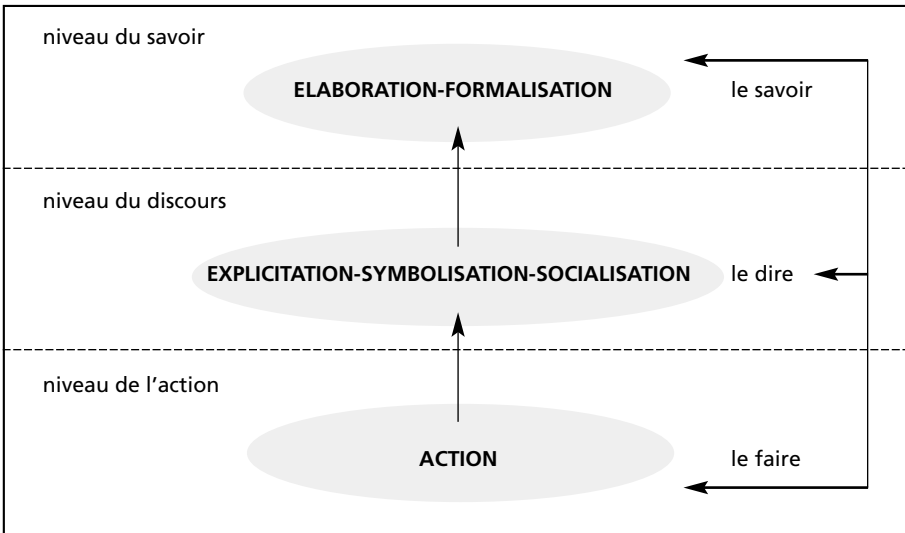 niveau du savoir
ELABORATION-FORMALISATION
le savoir
niveau du discours
EXPLICITATION-SYMBOLISATION-SOCIALISATION
le dire
niveau de l’action
ACTION
le faire